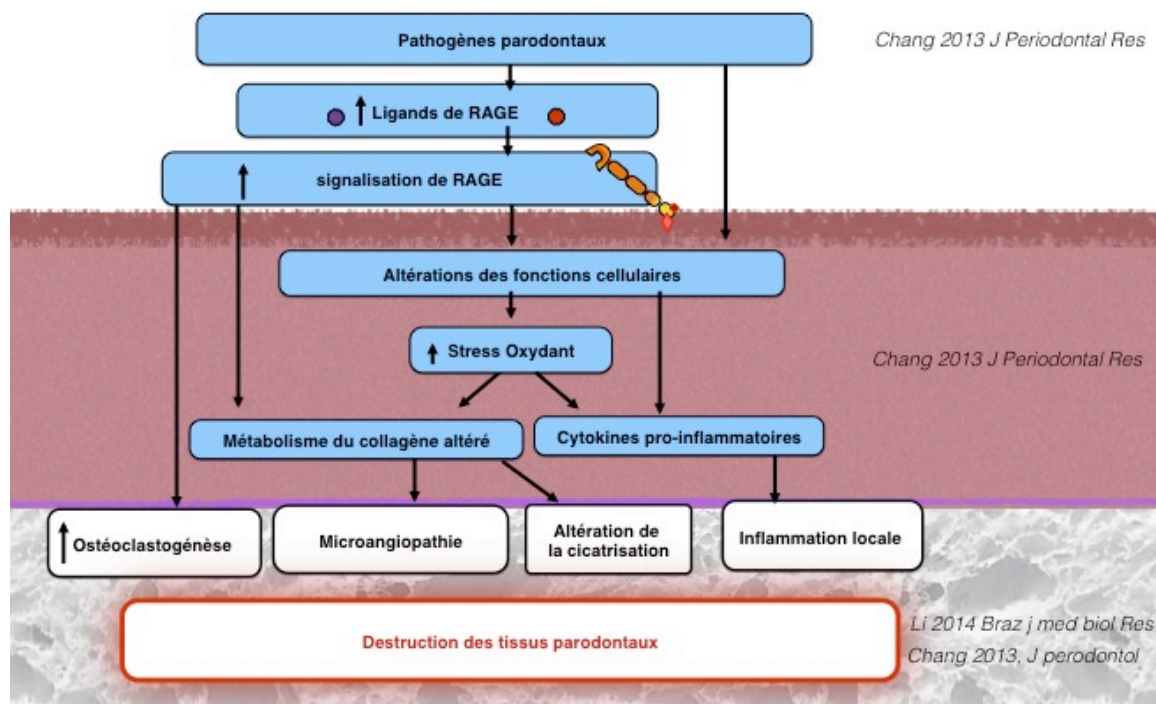 Pathogènes parodontaux
Chang 2013 J Periodontal Res
Ligands de RAGE
signalisation de RAGE
Altérations des fonctions cellulaires
Stress Oxydant
Chang 2013 J Periodontal Res
Métabolisme du collagène altéré
Cytokines pro-inflammatoires
Ostéoclastogénèse
Microangiopathie
Altération de
la cicatrisation
Inflammation locale
Destruction des tissus parodontaux
Li 2014 Braz j med biol Res
Chang 2013, J perodontol